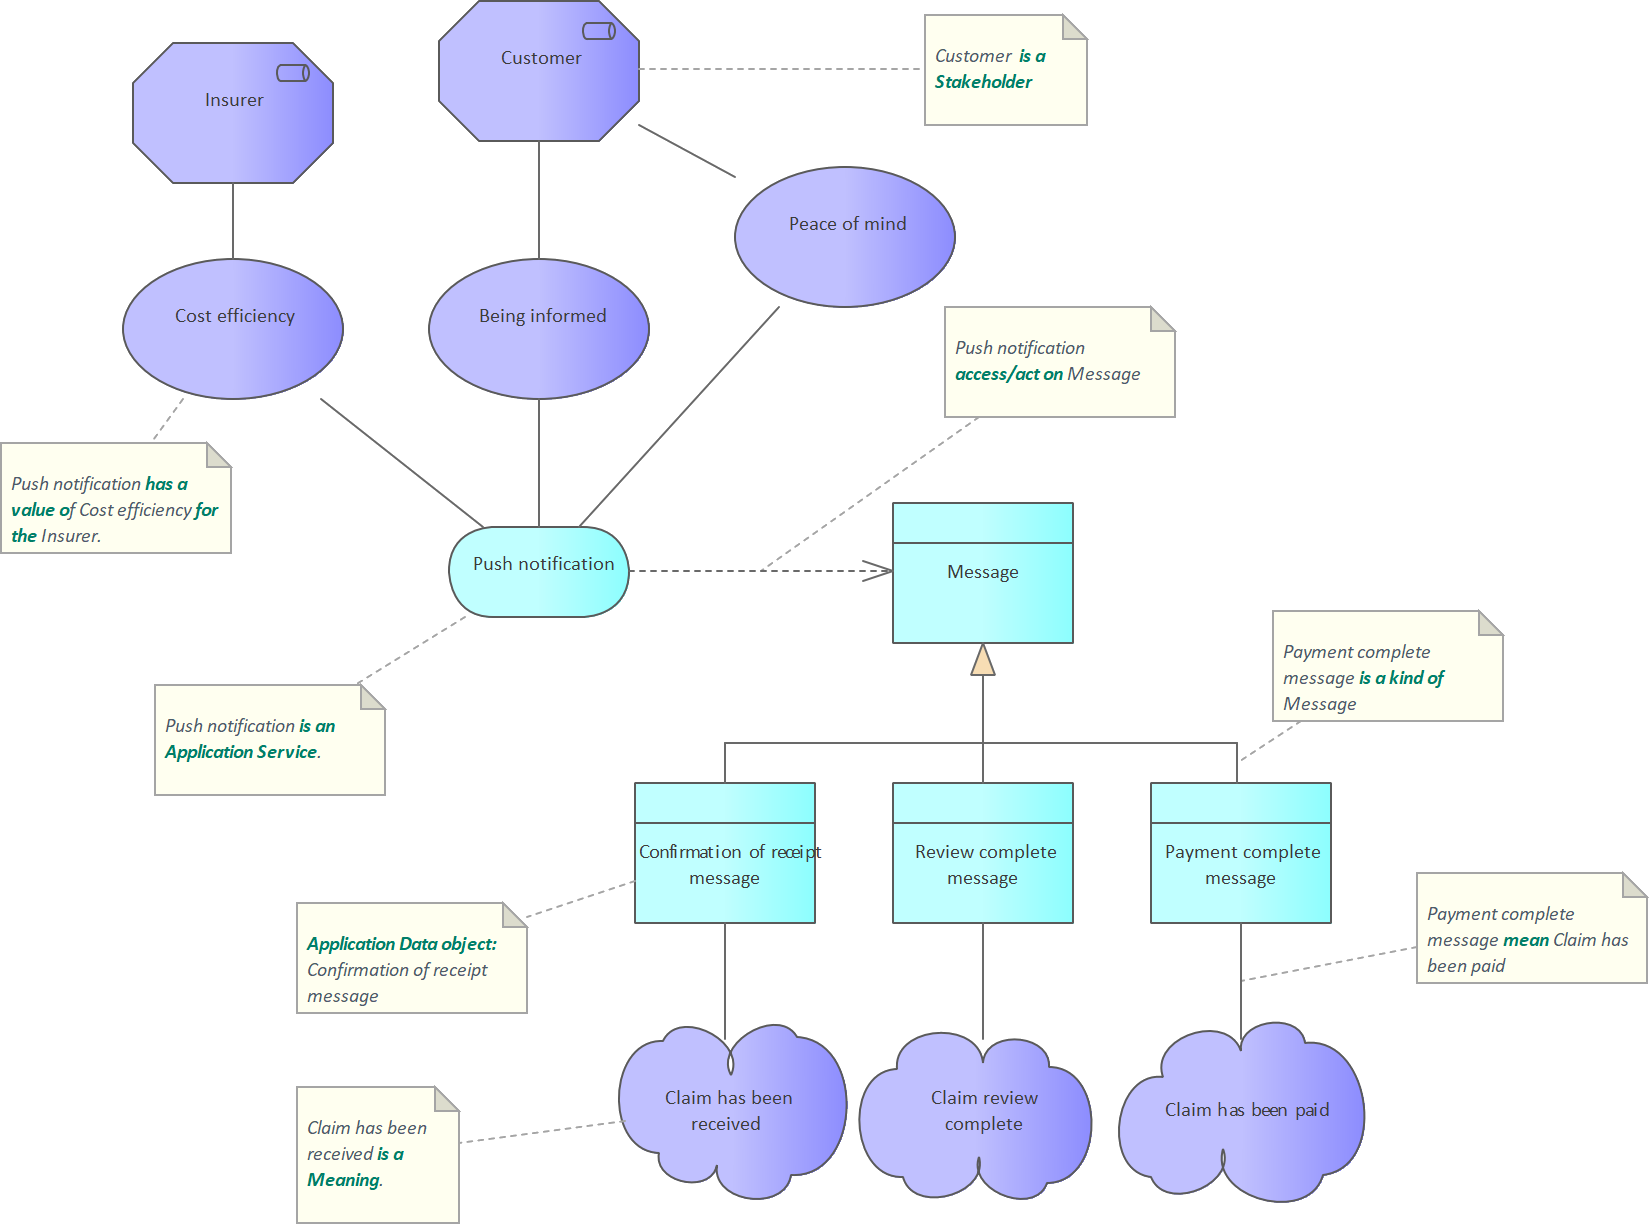 Customer
Customer is a
Stakeholder
Insurer
Peace of mind
Cost efficiency
Being informed
Push notification
access/act on Message
Push notification has a
value of Cost efficiency for
the Insurer.
Push notification
Message
Payment complete
message is a kind of
Message
Push notification is an
Application Service.
Confirmation of receipt
message
Review complete
message
Payment complete
message
Application Data object:
Confirmation of receipt
message
Payment complete
message mean Claim has
been paid
Claim has been
received
Claim review
complete
Claim has been paid
Claim has been
received is a
Meaning.